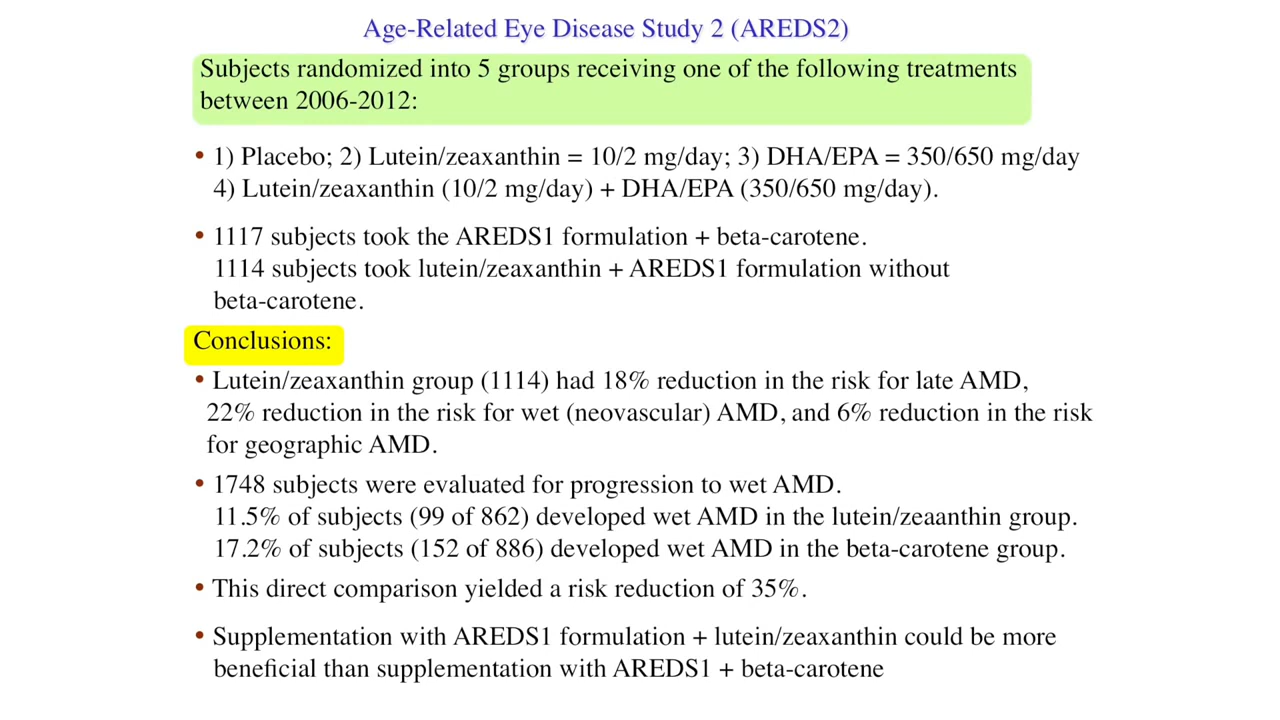 Age-Related Eye Disease Study 2 (AREDS2)
Subjects randomized into 5 groups receiving one of the following treatments
between 2006-2012:
• 1) Placebo; 2) Lutein/zeaxanthin = 10/2 mg/day; 3) DHA/EPA = 350/650 mg/day
4) Lutein/zeaxanthin (10/2 mg/day) + DHA/EPA (350/650 mg/day).
• 1117 subjects took the AREDS1 formulation + beta-carotene.
1114 subjects took lutein/zeaxanthin + AREDS1 formulation without
beta-carotene.
Conclusions:
• Lutein/zeaxanthin group (1114) had 18% reduction in the risk for late AMD,
22% reduction in the risk for wet (neovascular) AMD, and 6% reduction in the risk
for geographic AMD.
• 1748 subjects were evaluated for progression to wet AMD.
11.5% of subjects (99 of 862) developed wet AMD in the lutein/zeaanthin group.
17.2% of subjects (152 of 886) developed wet AMD in the beta-carotene group.
• This direct comparison yielded a risk reduction of 35%.
• Supplementation with AREDS1 formulation + lutein/zeaxanthin could be more
beneficial than supplementation with AREDS1 + beta-carotene